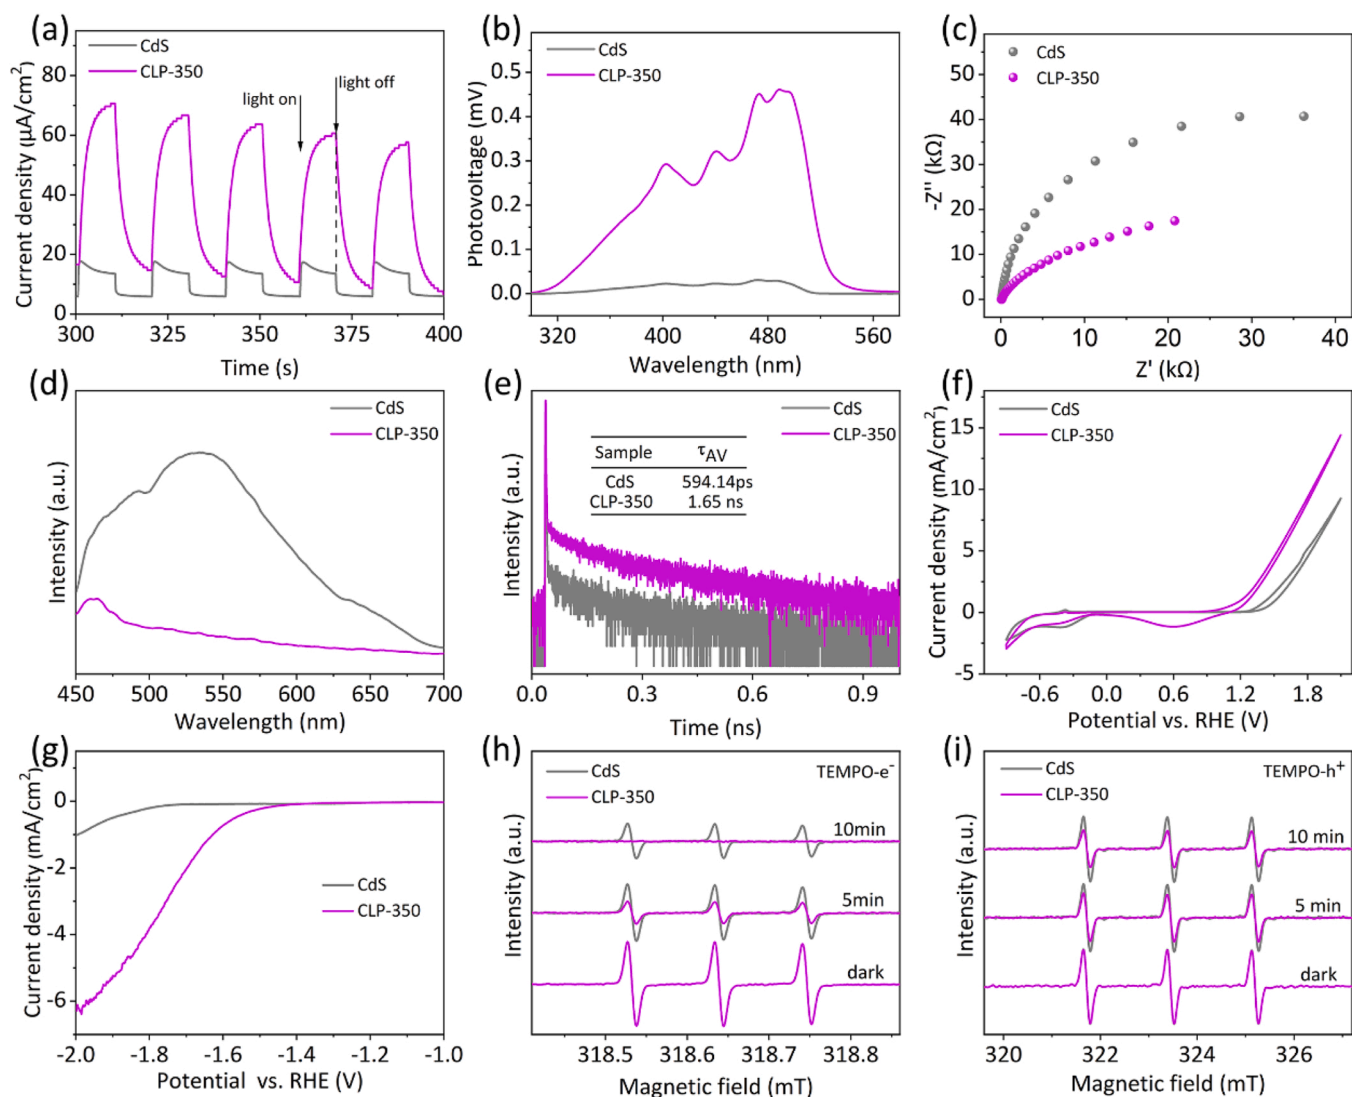 (a)
CdS
CLP-350
light on
light off
Current density (μA/cm²)
80
60
40
20
0
300
325
350
375
400
Time (s)
(b)
CdS
CLP-350
Photovoltage (mV)
0.5
0.4
0.3
0.2
0.1
0.0
320
400
480
560
Wavelength (nm)
(c)
CdS
CLP-350
-Z'' (kΩ)
50
40
30
20
10
0
0
10
20
30
40
Z' (kΩ)
(d)
CdS
CLP-350
Intensity (a.u.)
450
500
550
600
650
700
Wavelength (nm)
(e)
CdS
CLP-350
Sample τAV
CdS 594.14ps
CLP-350 1.65 ns
Intensity (a.u.)
0.0
0.3
0.6
0.9
Time (ns)
(f)
CdS
CLP-350
Current density (mA/cm²)
15
10
5
0
-5
-0.6
0.0
0.6
1.2
1.8
Potential vs. RHE (V)
(g)
CdS
CLP-350
Current density (mA/cm²)
0
-2
-4
-6
-2.0
-1.8
-1.6
-1.4
-1.2
-1.0
Potential vs. RHE (V)
(h)
CdS
CLP-350
TEMPO-e⁻
10min
5min
dark
Intensity (a.u.)
318.5
318.6
318.7
318.8
Magnetic field (mT)
(i)
CdS
CLP-350
TEMPO-h⁺
10 min
5 min
dark
Intensity (a.u.)
320
322
324
326
Magnetic field (mT)